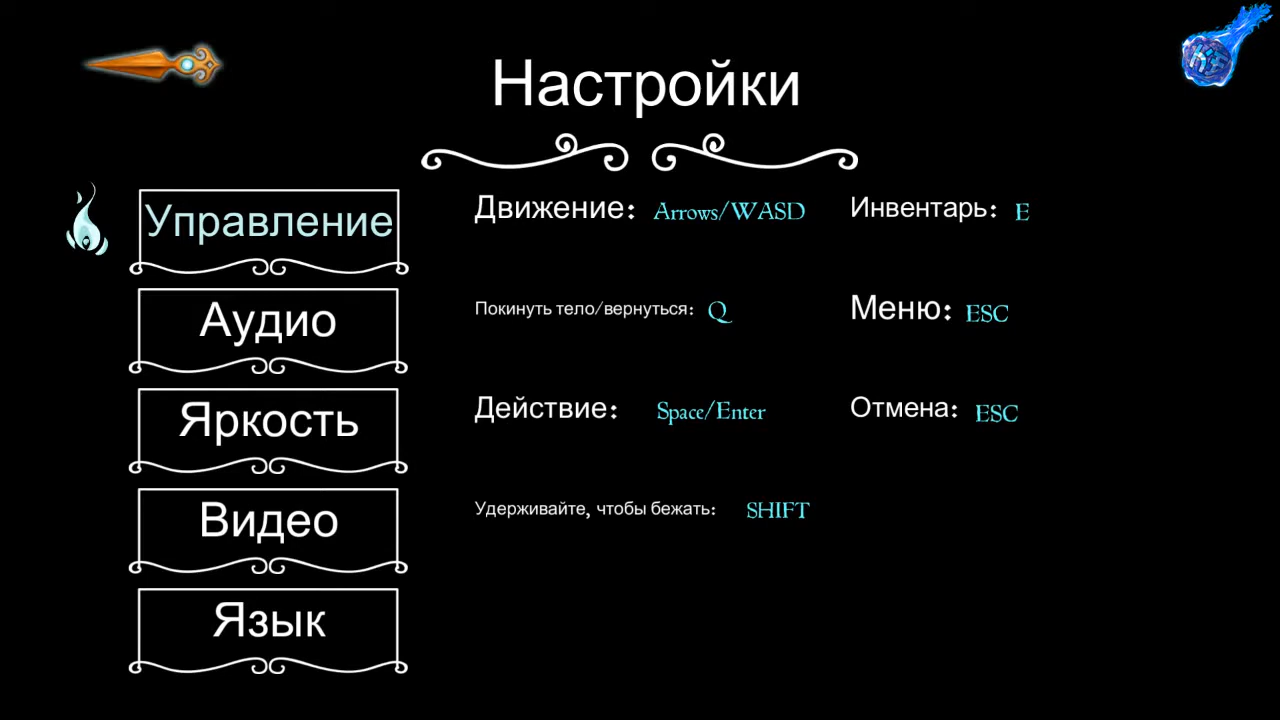 Настройки
Управление
Аудио
Яркость
Видео
Язык
Движение: Arrows/WASD
Инвентарь: E
Покинуть тело/вернуться: Q
Меню: ESC
Действие: Space/Enter
Отмена: ESC
Удерживайте, чтобы бежать: SHIFT